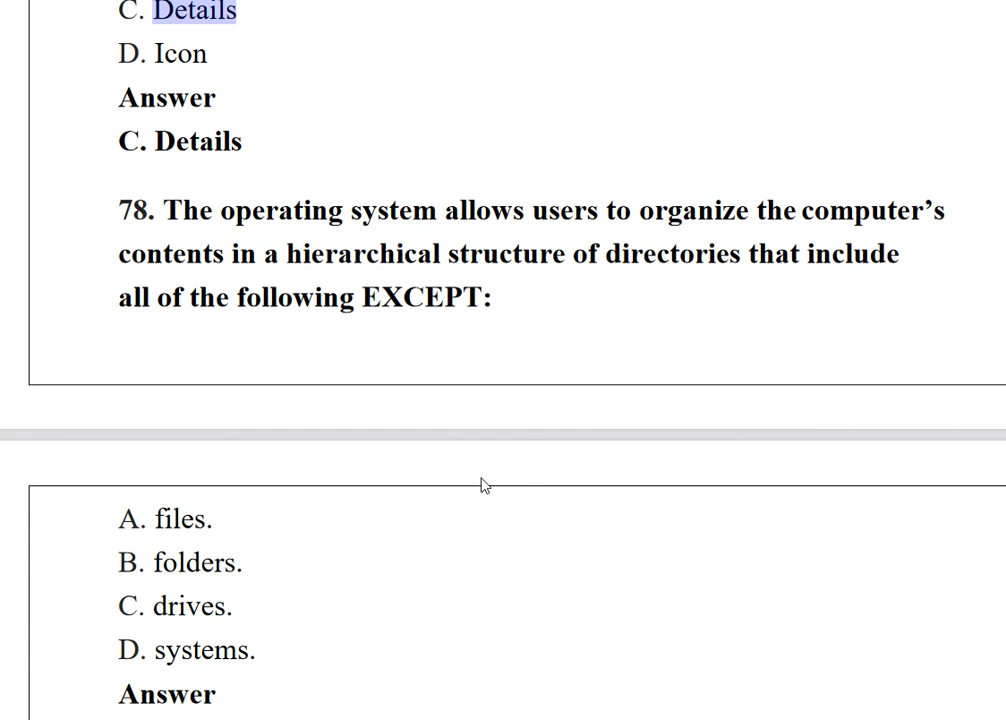 C. Details
D. Icon
Answer
C. Details
78. The operating system allows users to organize the computer’s
contents in a hierarchical structure of directories that include
all of the following EXCEPT:
A. files.
B. folders.
C. drives.
D. systems.
Answer